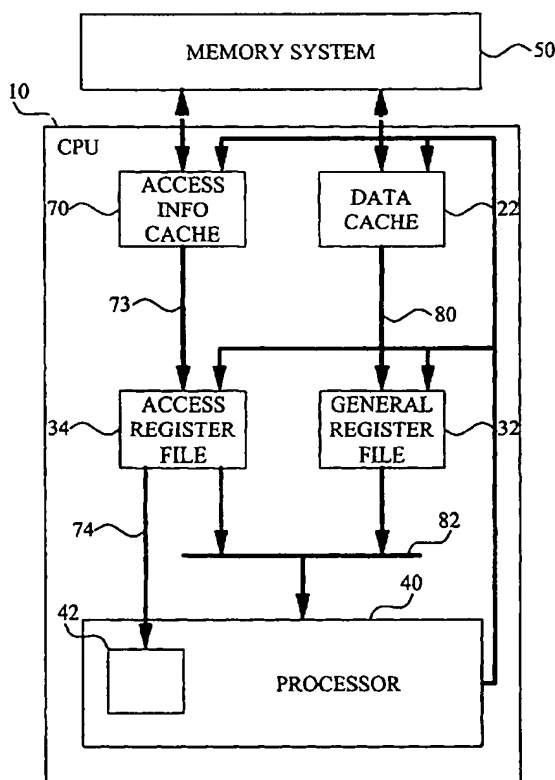 MEMORY SYSTEM
50
10
CPU
ACCESS
INFO
CACHE
70
DATA
CACHE
22
73
80
ACCESS
REGISTER
FILE
34
GENERAL
REGISTER
FILE
32
74
82
40
42
PROCESSOR